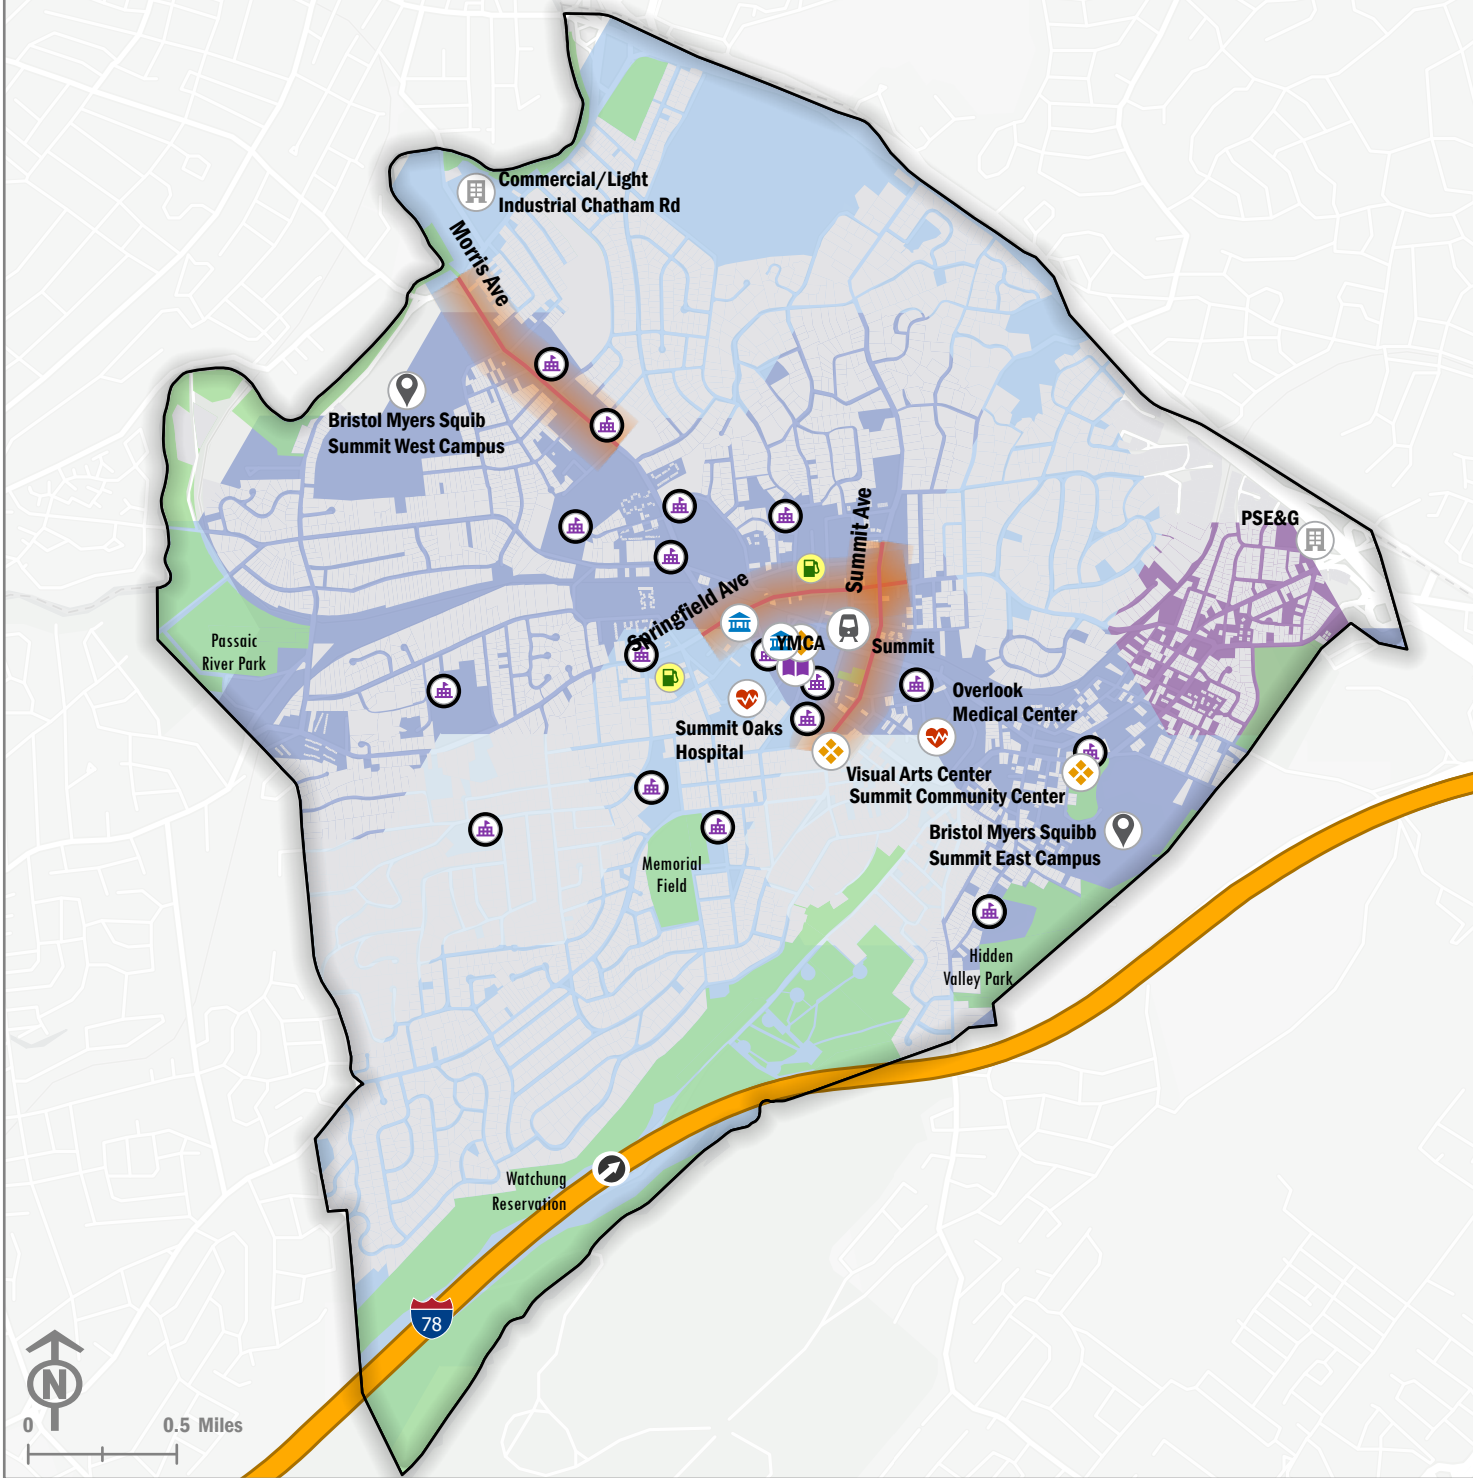 Commercial/Light
Industrial Chatham Rd
Morris Ave
Bristol Myers Squib
Summit West Campus
PSE&G
Summit Ave
Springfield Ave
YMCA
Summit
Passaic
River Park
Overlook
Medical Center
Summit Oaks
Hospital
Visual Arts Center
Summit Community Center
Bristol Myers Squibb
Summit East Campus
Memorial
Field
Hidden
Valley Park
Watchung
Reservation
78
N
0 0.5 Miles